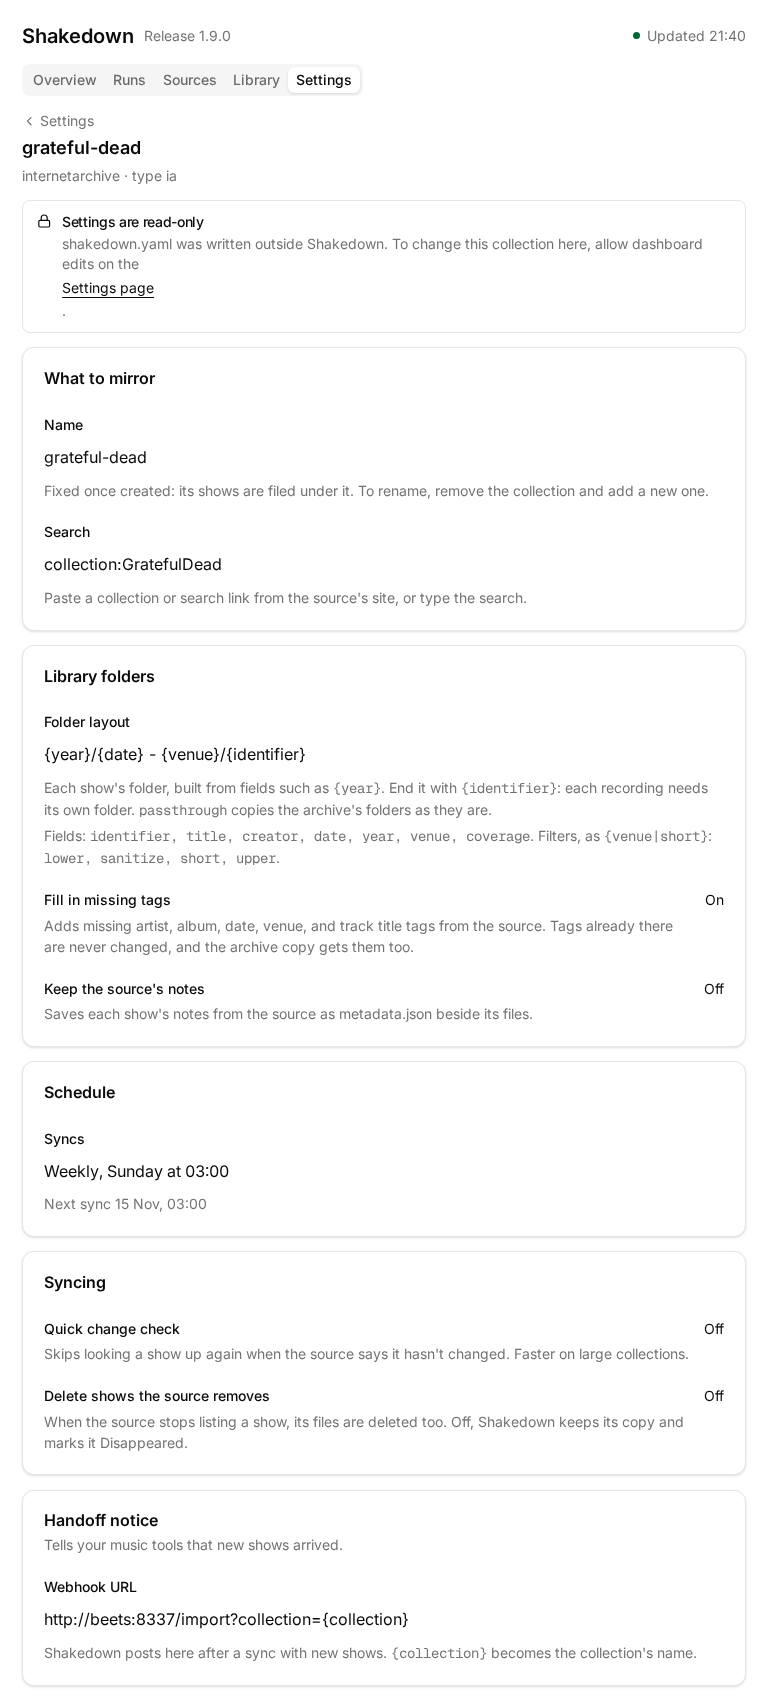 Shakedown Release 1.9.0 Updated 21:40
Overview Runs Sources Library Settings
Settings
grateful-dead
internetarchive · type ia
Settings are read-only
shakedown.yaml was written outside Shakedown. To change this collection here, allow dashboard
edits on the
Settings page
.
What to mirror
Name
grateful-dead
Fixed once created: its shows are filed under it. To rename, remove the collection and add a new one.
Search
collection:GratefulDead
Paste a collection or search link from the source's site, or type the search.
Library folders
Folder layout
{year}/{date} - {venue}/{identifier}
Each show's folder, built from fields such as {year}. End it with {identifier}: each recording needs
its own folder. passthrough copies the archive's folders as they are.
Fields: identifier, title, creator, date, year, venue, coverage. Filters, as {venue|short}:
lower, sanitize, short, upper.
Fill in missing tags On
Adds missing artist, album, date, venue, and track title tags from the source. Tags already there
are never changed, and the archive copy gets them too.
Keep the source's notes Off
Saves each show's notes from the source as metadata.json beside its files.
Schedule
Syncs
Weekly, Sunday at 03:00
Next sync 15 Nov, 03:00
Syncing
Quick change check Off
Skips looking a show up again when the source says it hasn't changed. Faster on large collections.
Delete shows the source removes Off
When the source stops listing a show, its files are deleted too. Off, Shakedown keeps its copy and
marks it Disappeared.
Handoff notice
Tells your music tools that new shows arrived.
Webhook URL
http://beets:8337/import?collection={collection}
Shakedown posts here after a sync with new shows. {collection} becomes the collection's name.